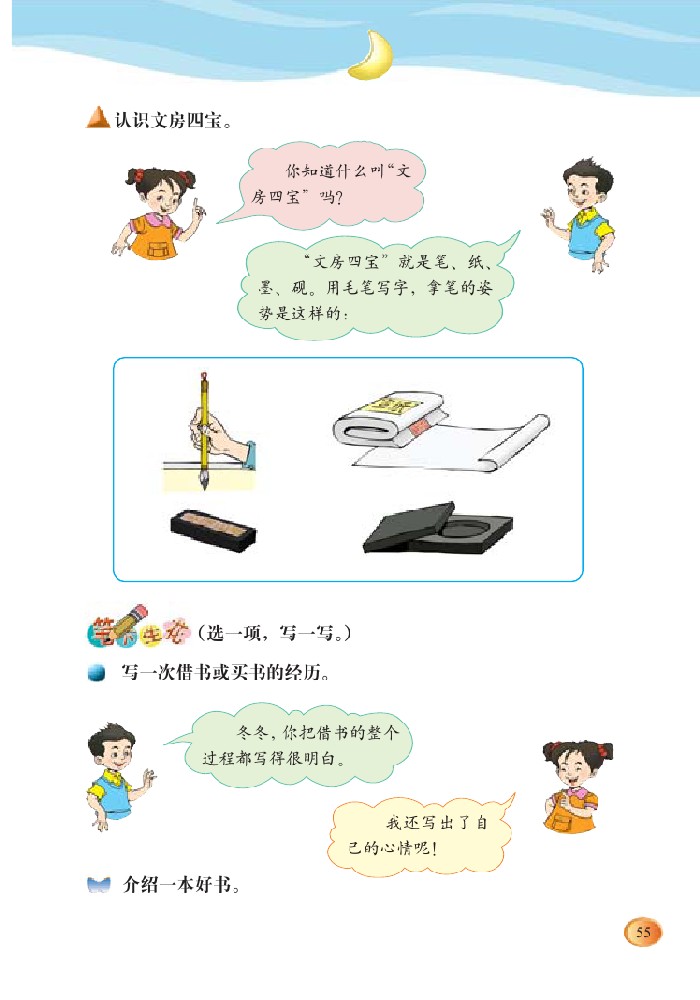 认识文房四宝。
你知道什么叫“文
房四宝”吗？
“文房四宝”就是笔、纸、
墨、砚。用毛笔写字，拿笔的姿
势是这样的：
笔下生花（选一项，写一写。）
写一次借书或买书的经历。
冬冬，你把借书的整个
过程都写得很明白。
我还写出了自
己的心情呢！
介绍一本好书。
55